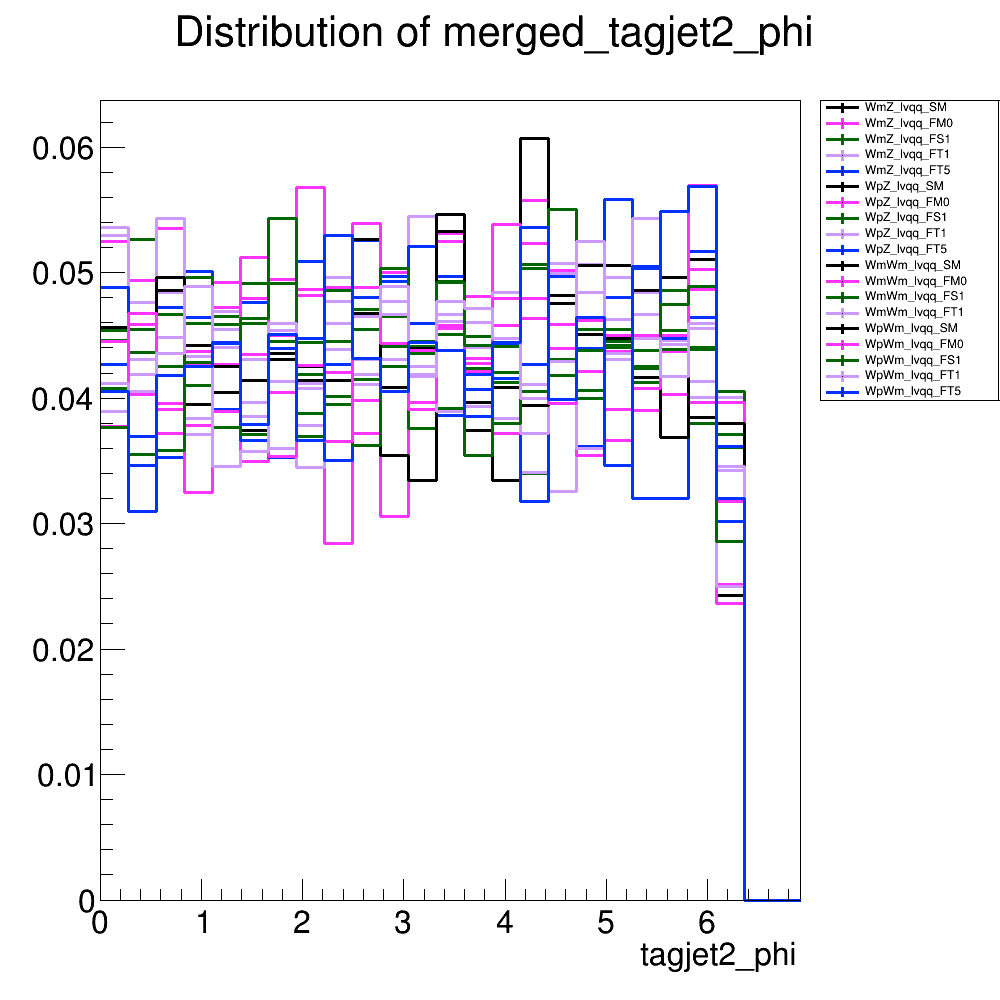 Distribution of merged_tagjet2_phi
WmZ_lvqq_SM
WmZ_lvqq_FM0
WmZ_lvqq_FS1
WmZ_lvqq_FT1
WmZ_lvqq_FT5
WpZ_lvqq_SM
WpZ_lvqq_FM0
WpZ_lvqq_FS1
WpZ_lvqq_FT1
WpZ_lvqq_FT5
WmWm_lvqq_SM
WmWm_lvqq_FM0
WmWm_lvqq_FS1
WmWm_lvqq_FT1
WpWm_lvqq_SM
WpWm_lvqq_FM0
WpWm_lvqq_FS1
WpWm_lvqq_FT1
WpWm_lvqq_FT5
0.06
0.05
0.04
0.03
0.02
0.01
0
0 1 2 3 4 5 6
tagjet2_phi